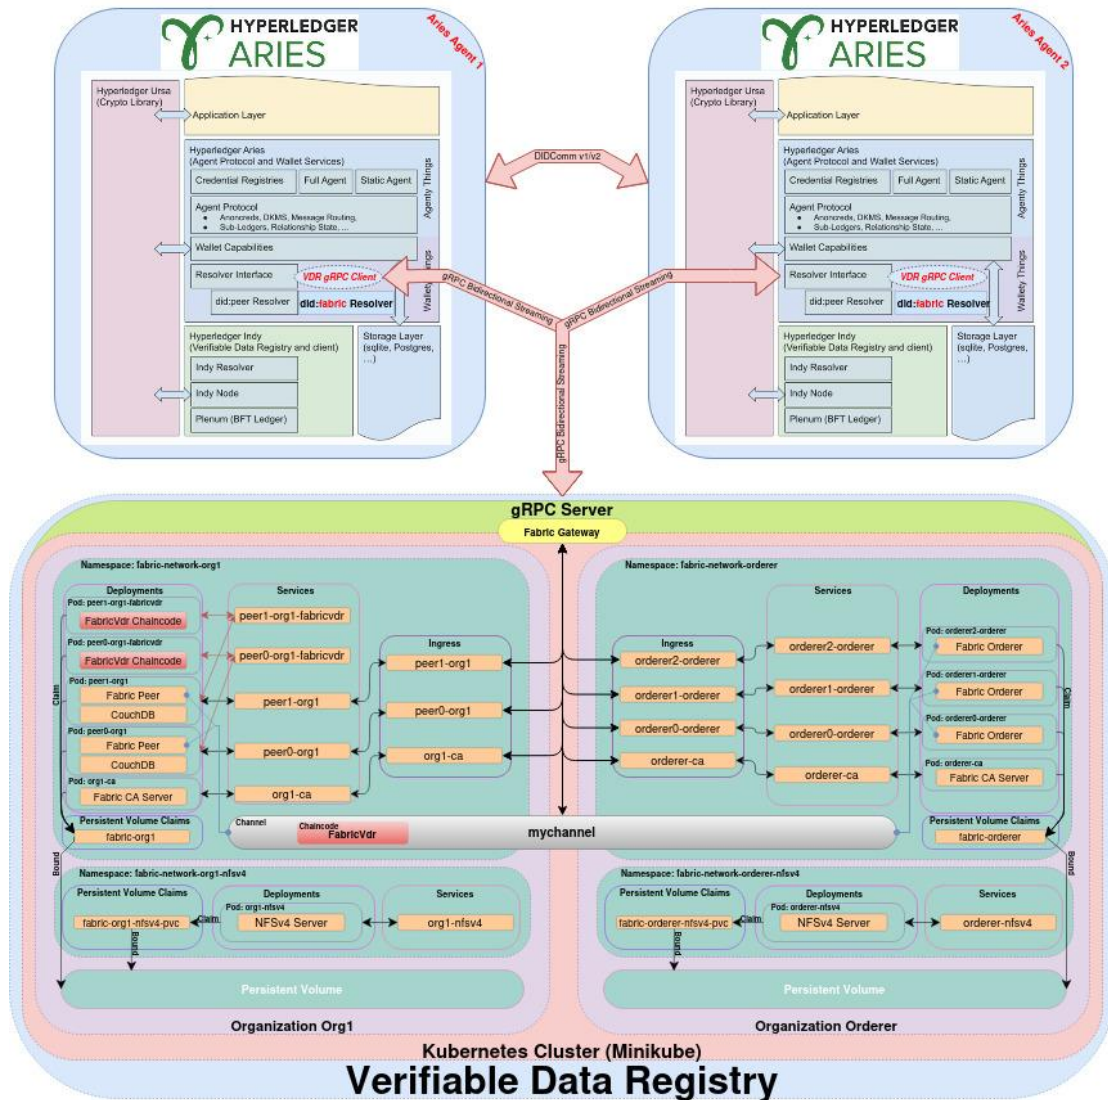 HYPERLEDGER
ARIES
Aries Agent 1
Hyperledger Ursa
(Crypto Library)
Application Layer
Hyperledger Aries
(Agent Protocol and Wallet Services)
Credential Registries
Full Agent
Static Agent
Agent Protocol
● Anoncreds, DKMS, Message Routing,
● Sub-Ledgers, Relationship State, ...
Agenty Things
Wallet Capabilities
Resolver Interface
VDR gRPC Client
did:peer Resolver
did:fabric Resolver
Wallety Things
Hyperledger Indy
(Verifiable Data Registry and client)
Indy Resolver
Indy Node
Plenum (BFT Ledger)
Storage Layer
(sqlite, Postgres,
...)
DIDComm v1/v2
gRPC Bidirectional Streaming
gRPC Bidirectional Streaming
gRPC Bidirectional Streaming
HYPERLEDGER
ARIES
Aries Agent 2
Hyperledger Ursa
(Crypto Library)
Application Layer
Hyperledger Aries
(Agent Protocol and Wallet Services)
Credential Registries
Full Agent
Static Agent
Agent Protocol
● Anoncreds, DKMS, Message Routing,
● Sub-Ledgers, Relationship State, ...
Agenty Things
Wallet Capabilities
Resolver Interface
VDR gRPC Client
did:peer Resolver
did:fabric Resolver
Wallety Things
Hyperledger Indy
(Verifiable Data Registry and client)
Indy Resolver
Indy Node
Plenum (BFT Ledger)
Storage Layer
(sqlite, Postgres,
...)
gRPC Server
Fabric Gateway
Namespace: fabric-network-org1
Deployments
Pod: peer1-org1-fabricvdr
FabricVdr Chaincode
Pod: peer0-org1-fabricvdr
FabricVdr Chaincode
Pod: peer1-org1
Fabric Peer
CouchDB
Pod: peer0-org1
Fabric Peer
CouchDB
Pod: org1-ca
Fabric CA Server
Claim
Services
peer1-org1-fabricvdr
peer0-org1-fabricvdr
peer1-org1
peer0-org1
org1-ca
Ingress
peer1-org1
peer0-org1
org1-ca
Persistent Volume Claims
fabric-org1
Bound
Channel
Chaincode
FabricVdr
mychannel
Namespace: fabric-network-orderer
Ingress
orderer2-orderer
orderer1-orderer
orderer0-orderer
orderer-ca
Services
orderer2-orderer
orderer1-orderer
orderer0-orderer
orderer-ca
Deployments
Pod: orderer2-orderer
Fabric Orderer
Pod: orderer1-orderer
Fabric Orderer
Pod: orderer0-orderer
Fabric Orderer
Pod: orderer-ca
Fabric CA Server
Claim
Persistent Volume Claims
fabric-orderer
Bound
Namespace: fabric-network-org1-nfsv4
Persistent Volume Claims
fabric-org1-nfsv4-pvc
Claim
Deployments
Pod: org1-nfsv4
NFSv4 Server
Services
org1-nfsv4
Bound
Persistent Volume
Organization Org1
Namespace: fabric-network-orderer-nfsv4
Persistent Volume Claims
fabric-orderer-nfsv4-pvc
Claim
Deployments
Pod: orderer-nfsv4
NFSv4 Server
Services
orderer-nfsv4
Bound
Persistent Volume
Organization Orderer
Kubernetes Cluster (Minikube)
Verifiable Data Registry